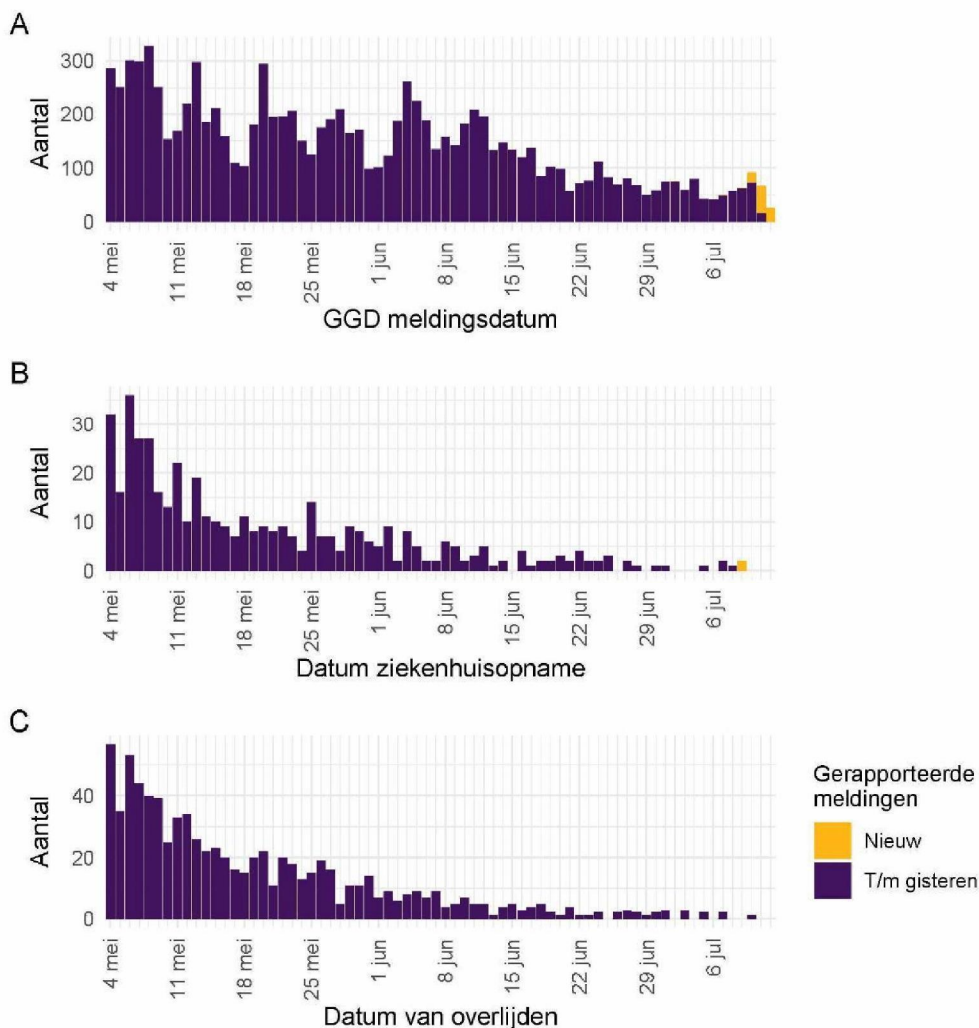 A
Aantal
300
200
100
0
4 mei
11 mei
18 mei
25 mei
1 jun
8 jun
15 jun
22 jun
29 jun
6 jul
GGD meldingsdatum
B
Aantal
30
20
10
0
4 mei
11 mei
18 mei
25 mei
1 jun
8 jun
15 jun
22 jun
29 jun
6 jul
Datum ziekenhuisopname
C
Aantal
40
20
0
4 mei
11 mei
18 mei
25 mei
1 jun
8 jun
15 jun
22 jun
29 jun
6 jul
Datum van overlijden
Gerapporteerde
meldingen
Nieuw
T/m gisteren